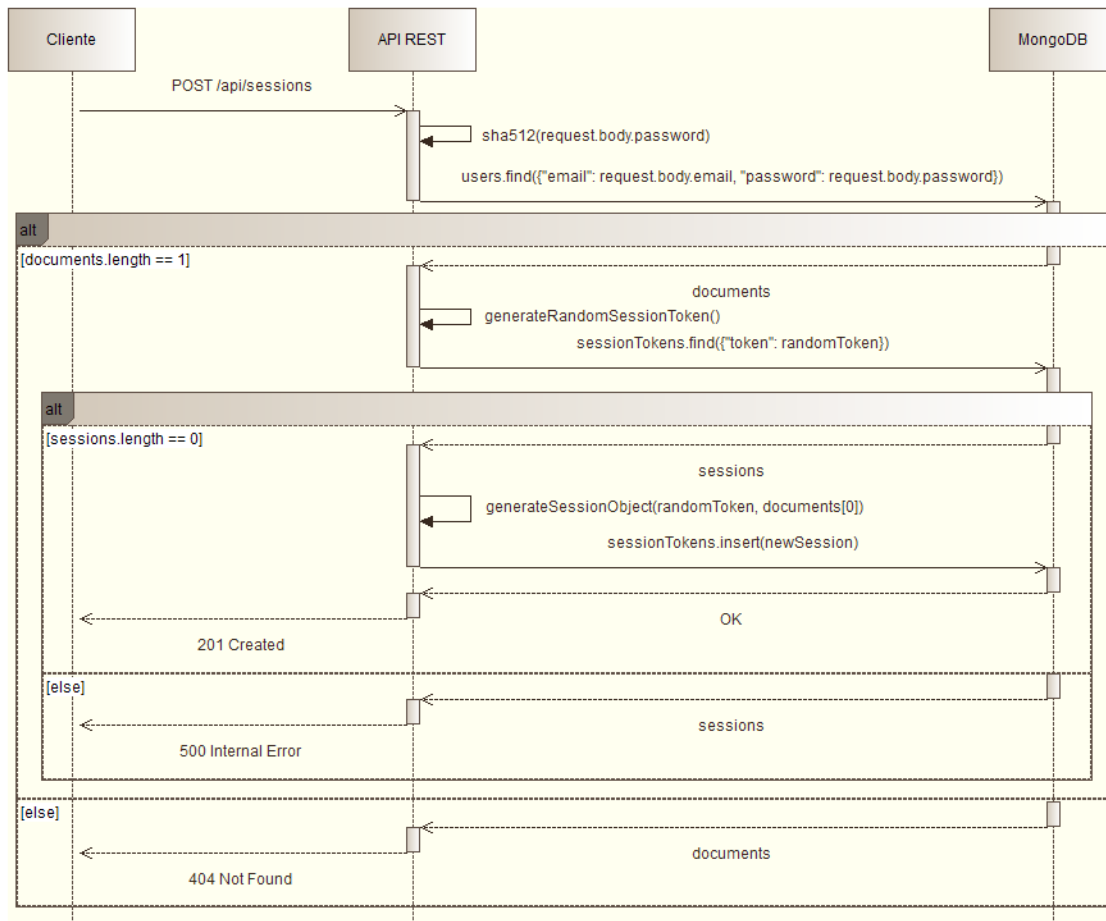 Cliente
API REST
MongoDB
POST /api/sessions
sha512(request.body.password)
users.find({"email": request.body.email, "password": request.body.password})
alt
[documents.length == 1]
documents
generateRandomSessionToken()
sessionTokens.find({"token": randomToken})
alt
[sessions.length == 0]
sessions
generateSessionObject(randomToken, documents[0])
sessionTokens.insert(newSession)
OK
201 Created
[else]
sessions
500 Internal Error
[else]
documents
404 Not Found